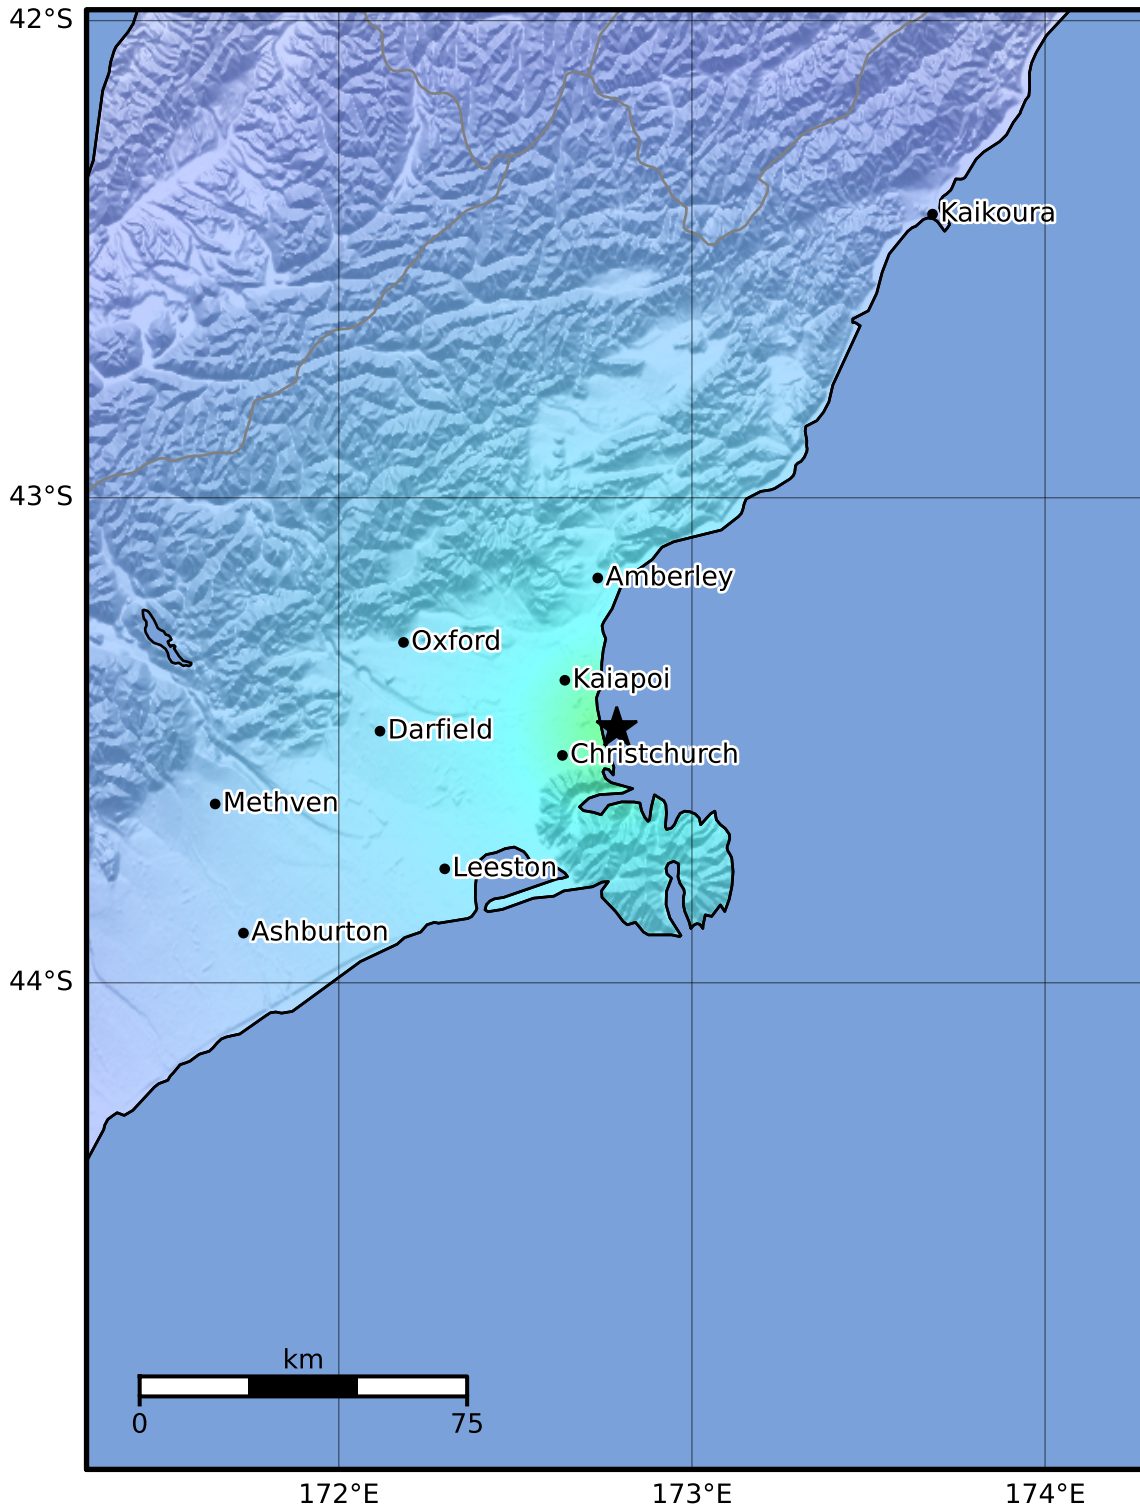 42°S
Kaikoura
43°S
Amberley
Oxford
Kaiapoi
Darfield
Christchurch
Methven
Leeston
Ashburton
44°S
km
0 75
172°E 173°E 174°E